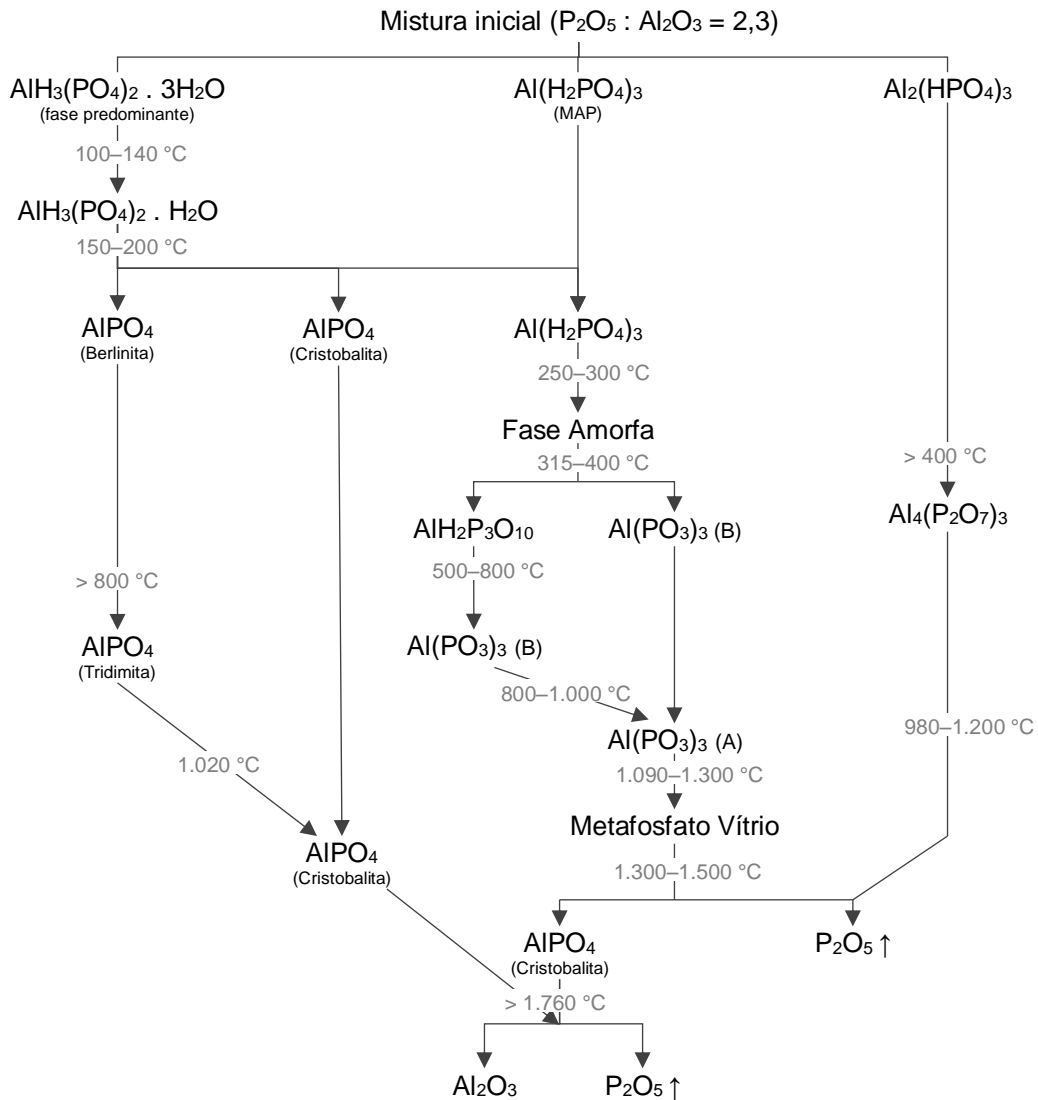 Mistura inicial (P₂O₅ : Al₂O₃ = 2,3)
AlH₃(PO₄)₂ . 3H₂O
(fase predominante)
Al(H₂PO₄)₃
(MAP)
Al₂(HPO₄)₃
100–140 °C
AlH₃(PO₄)₂ . H₂O
150–200 °C
AlPO₄
(Berlinita)
AlPO₄
(Cristobalita)
Al(H₂PO₄)₃
250–300 °C
Fase Amorfa
315–400 °C
> 400 °C
AlH₂P₃O₁₀
Al(PO₃)₃ (B)
Al₄(P₂O₇)₃
500–800 °C
> 800 °C
AlPO₄
(Tridimita)
Al(PO₃)₃ (B)
800–1.000 °C
Al(PO₃)₃ (A)
980–1.200 °C
1.020 °C
1.090–1.300 °C
Metafosfato Vítrio
AlPO₄
(Cristobalita)
1.300–1.500 °C
AlPO₄
(Cristobalita)
P₂O₅ ↑
> 1.760 °C
Al₂O₃
P₂O₅ ↑